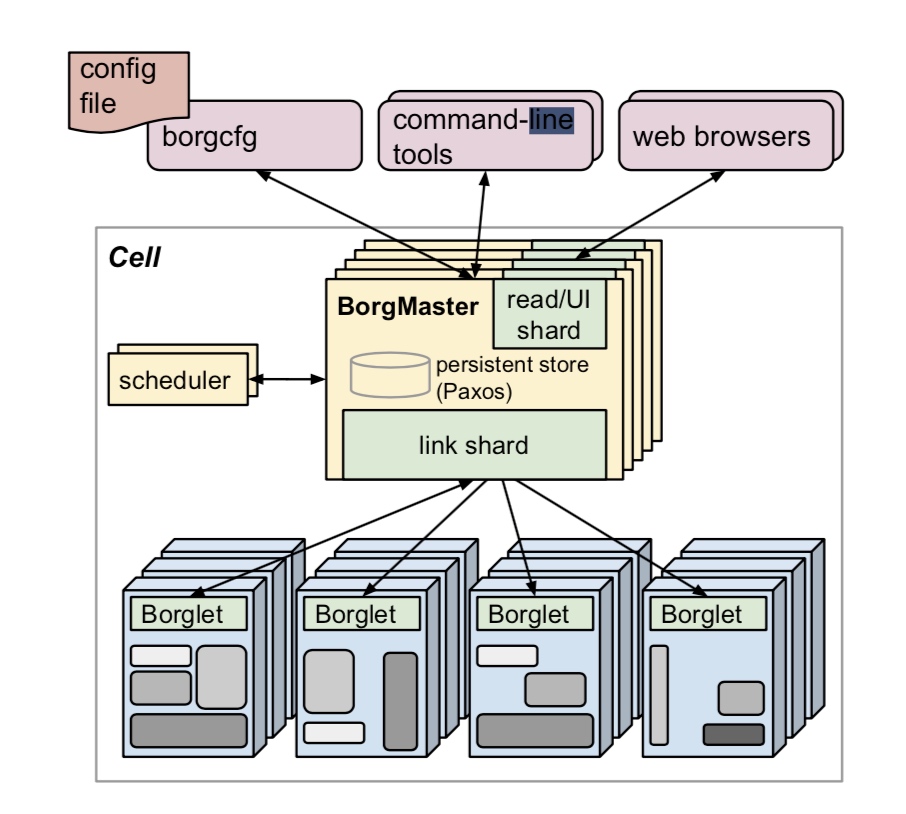 config
file
borgcfg
command-line
tools
web browsers
Cell
BorgMaster
read/UI
shard
scheduler
persistent store
(Paxos)
link shard
Borglet
Borglet
Borglet
Borglet